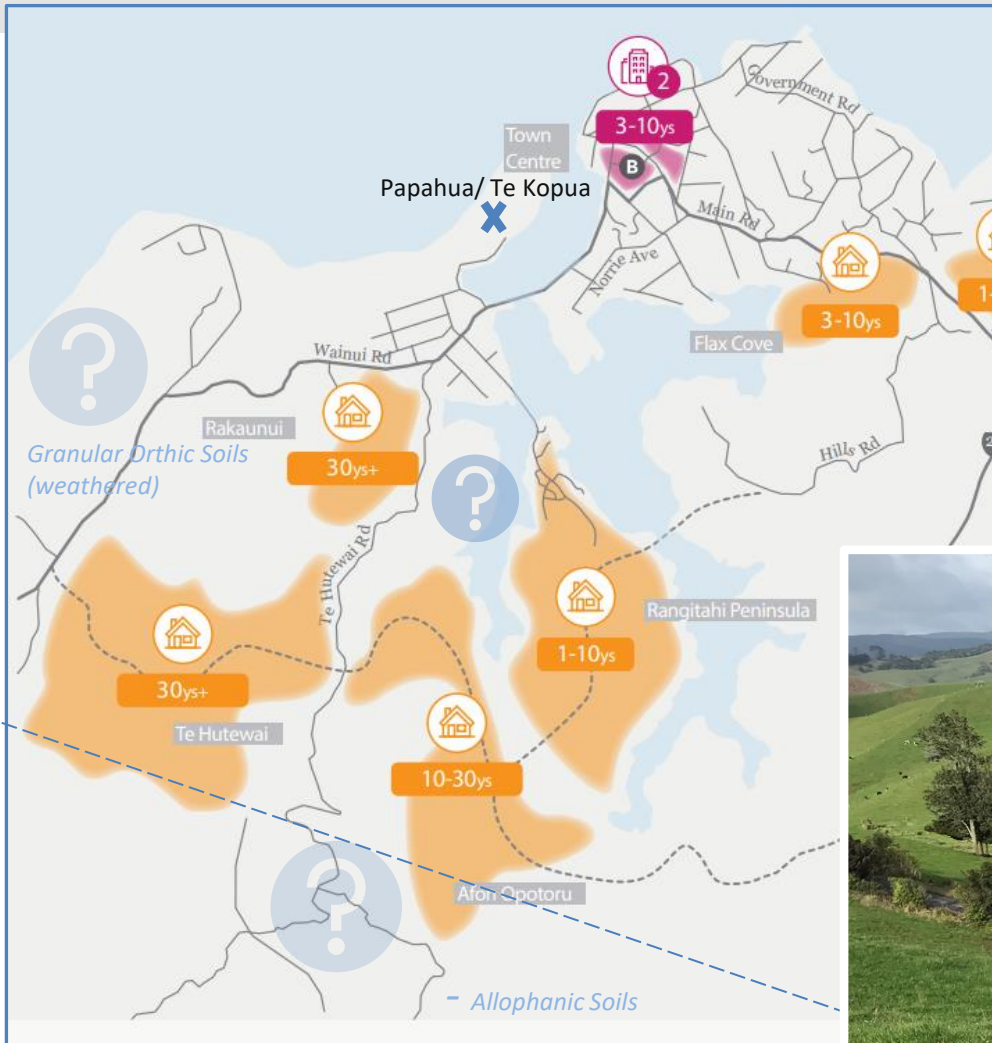 2
3-10ys
B
Town
Centre
Papahua/ Te Kopua
X
Government Rd
Main Rd
Norrie Ave
3-10ys
1-
Flax Cove
?
Wainui Rd
Rakaunui
Granular Orthic Soils
(weathered)
30ys+
?
Hills Rd
Te Hutewai Rd
Rangitahi Peninsula
1-10ys
30ys+
Te Hutewai
10-30ys
Afon Opotoru
?
- Allophanic Soils